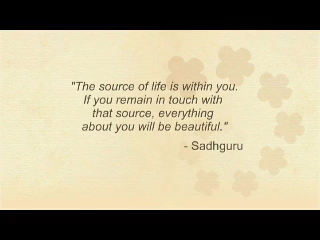 "The source of life is within you.
If you remain in touch with
that source, everything
about you will be beautiful."
- Sadhguru